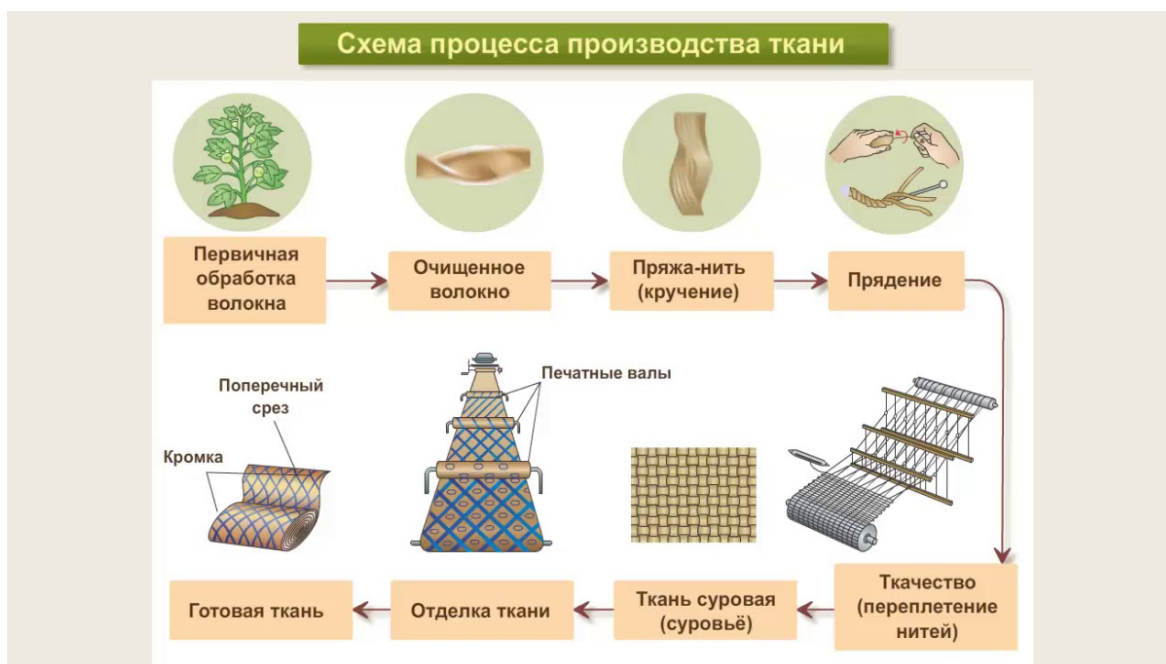 Схема процесса производства ткани
Первичная
обработка
волокна
Очищенное
волокно
Пряжа-нить
(кручение)
Прядение
Поперечный
срез
Кромка
Печатные валы
Готовая ткань
Отделка ткани
Ткань суровая
(суровьё)
Ткачество
(переплетение
нитей)